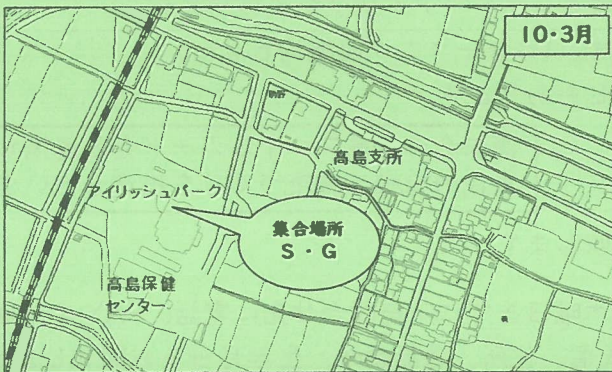 10・3月
高島支所
アイリッシュパーク
集合場所
S・G
高島保健
センター